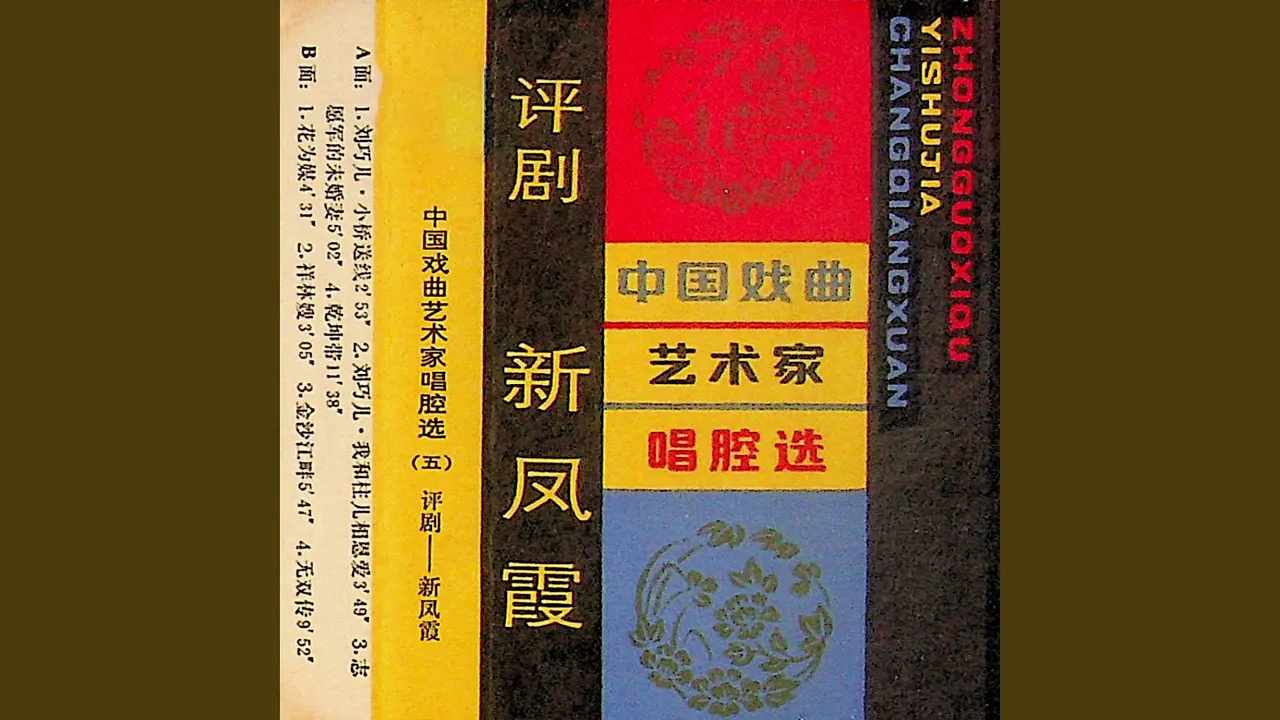 A面：1.刘巧儿·小桥送线2′53″ 2.刘巧儿·我和柱儿相恩爱3′49″ 3.志
愿军的未婚妻5′02″ 4.乾坤带11′38″
B面：1.花为媒4′31″ 2.祥林嫂3′05″ 3.金沙江畔5′47″ 4.无双传9′52″
中国戏曲艺术家唱腔选(五) 评剧——新凤霞
评剧 新凤霞
中国戏曲
艺术家
唱腔选
ZHONGGUOXIQU
YISHUJIA
CHANGQIANGXUAN